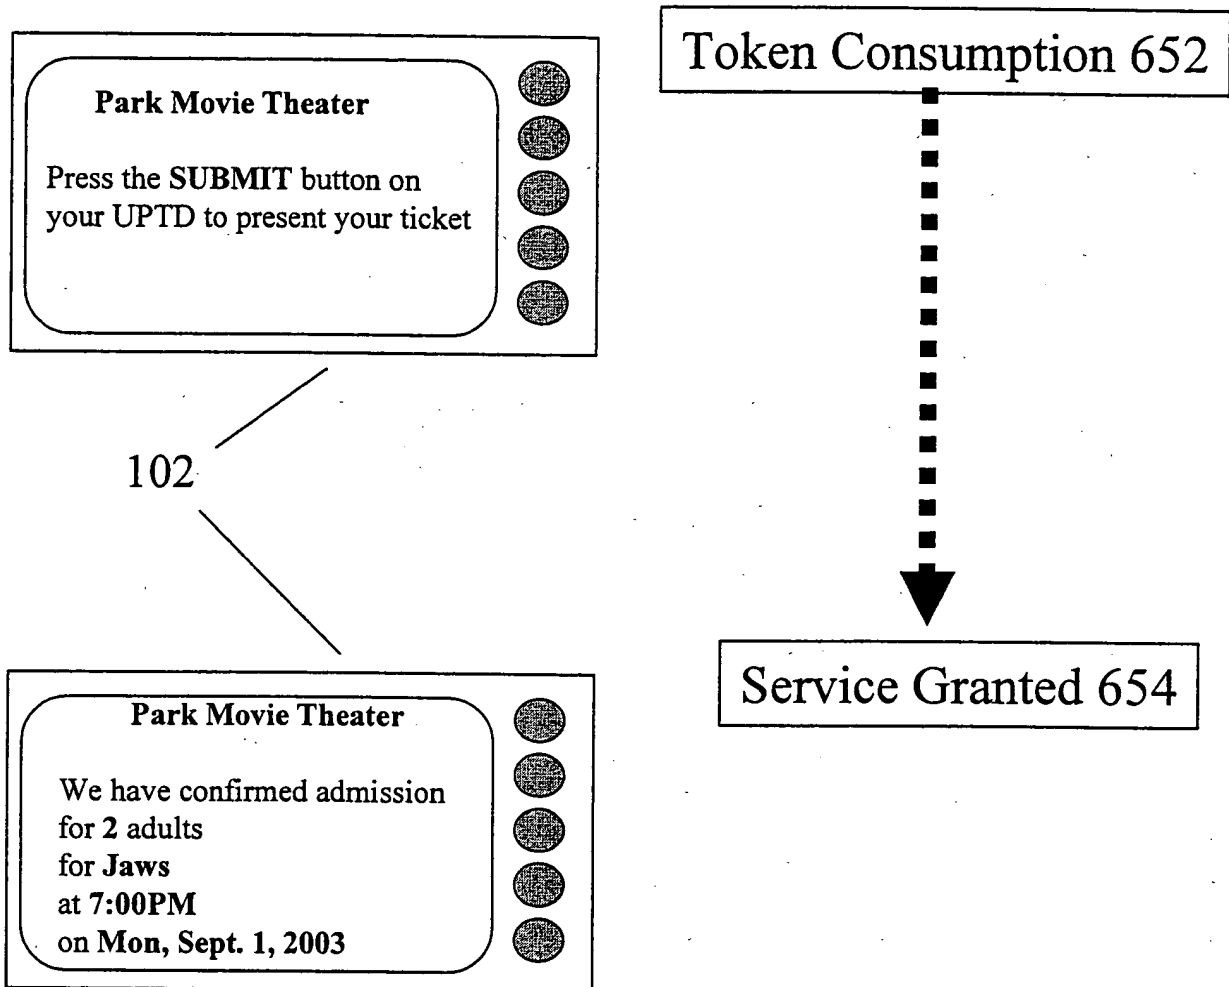 Park Movie Theater
Press the SUBMIT button on
your UPTD to present your ticket
Token Consumption 652
102
Service Granted 654
Park Movie Theater
We have confirmed admission
for 2 adults
for Jaws
at 7:00PM
on Mon, Sept. 1, 2003